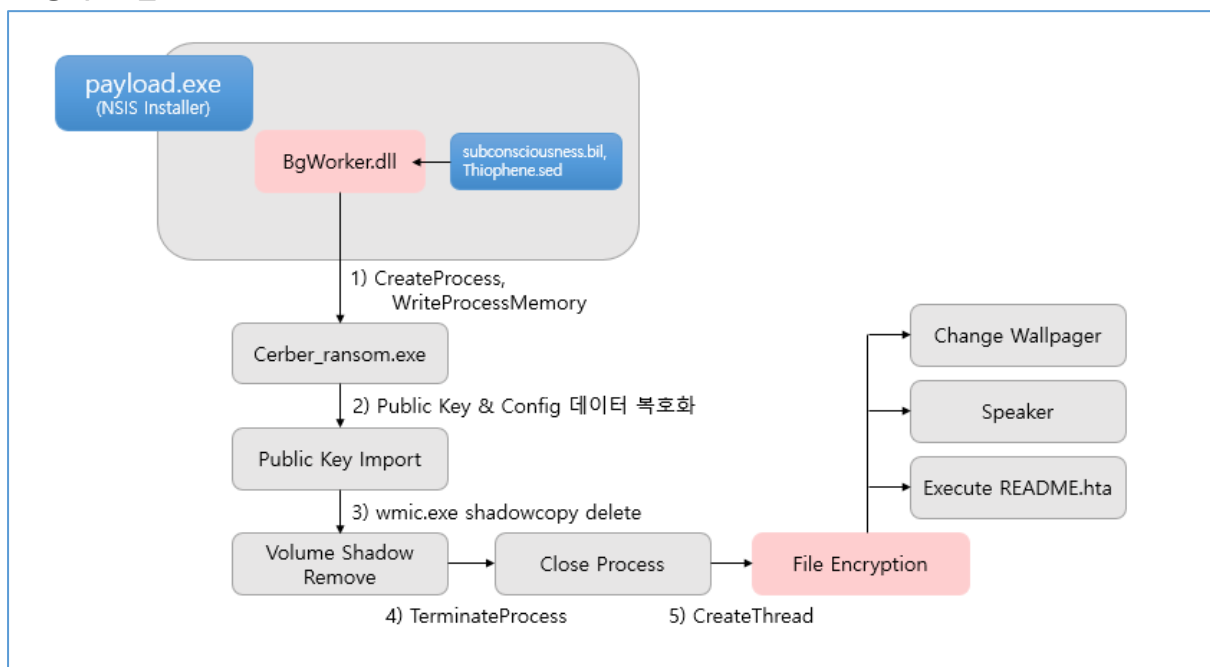 payload.exe
(NSIS Installer)
BgWorker.dll
subconsciousness.bil,
Thiophene.sed
1) CreateProcess,
WriteProcessMemory
Cerber_ransom.exe
2) Public Key & Config 데이터 복호화
Public Key Import
3) wmic.exe shadowcopy delete
Volume Shadow
Remove
4) TerminateProcess
Close Process
5) CreateThread
File Encryption
Change Wallpager
Speaker
Execute README.hta